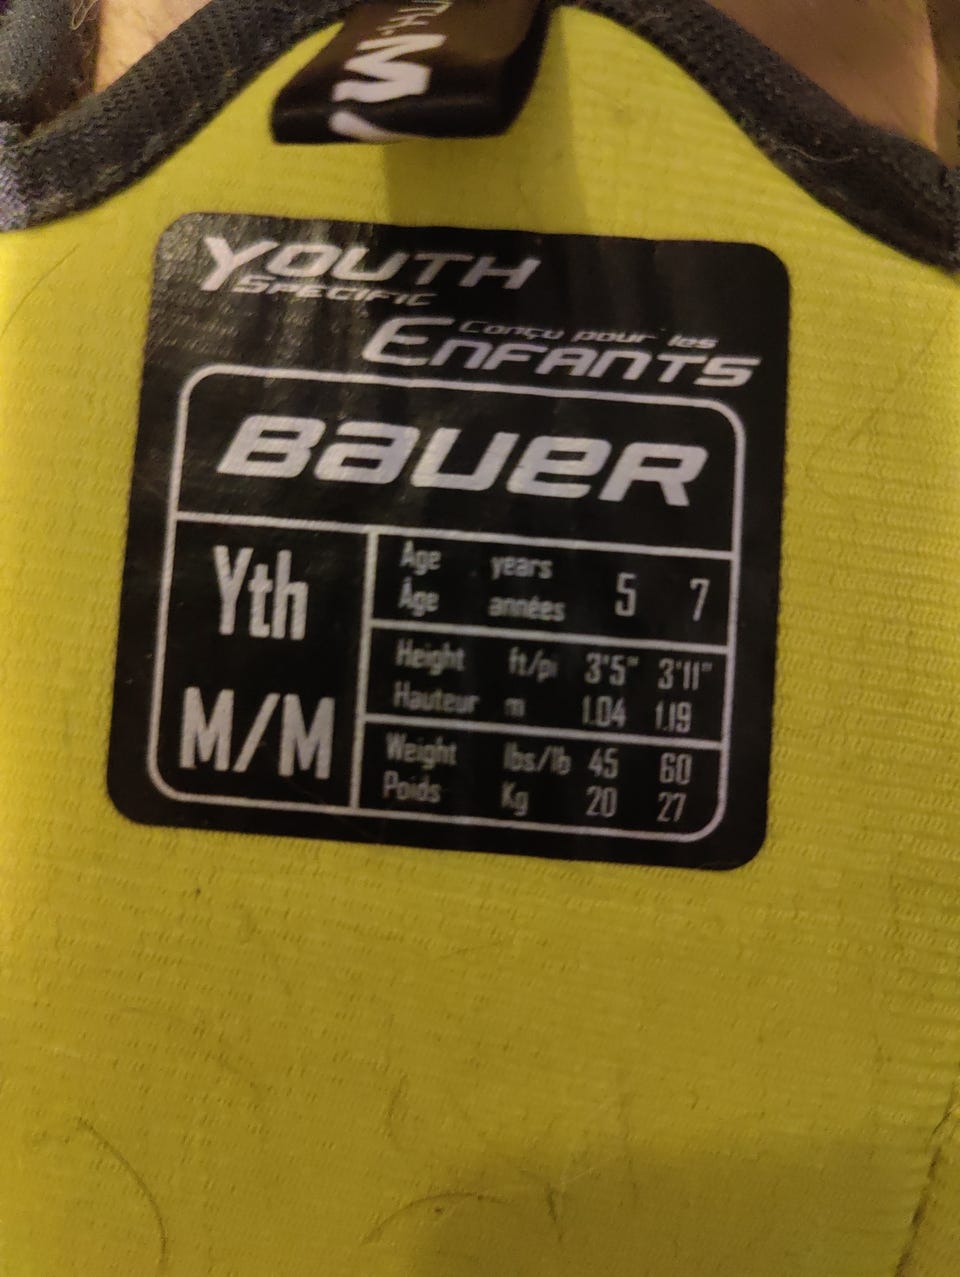 TH.M
YOUTH
SPECIFIC
Conçu pour les
ENFANTS
BAUER
Yth
M/M
Age years
Âge années 5 7
Height ft/pi 3'5" 3'11"
Hauteur m 1.04 1.19
Weight lbs/lb 45 60
Poids Kg 20 27